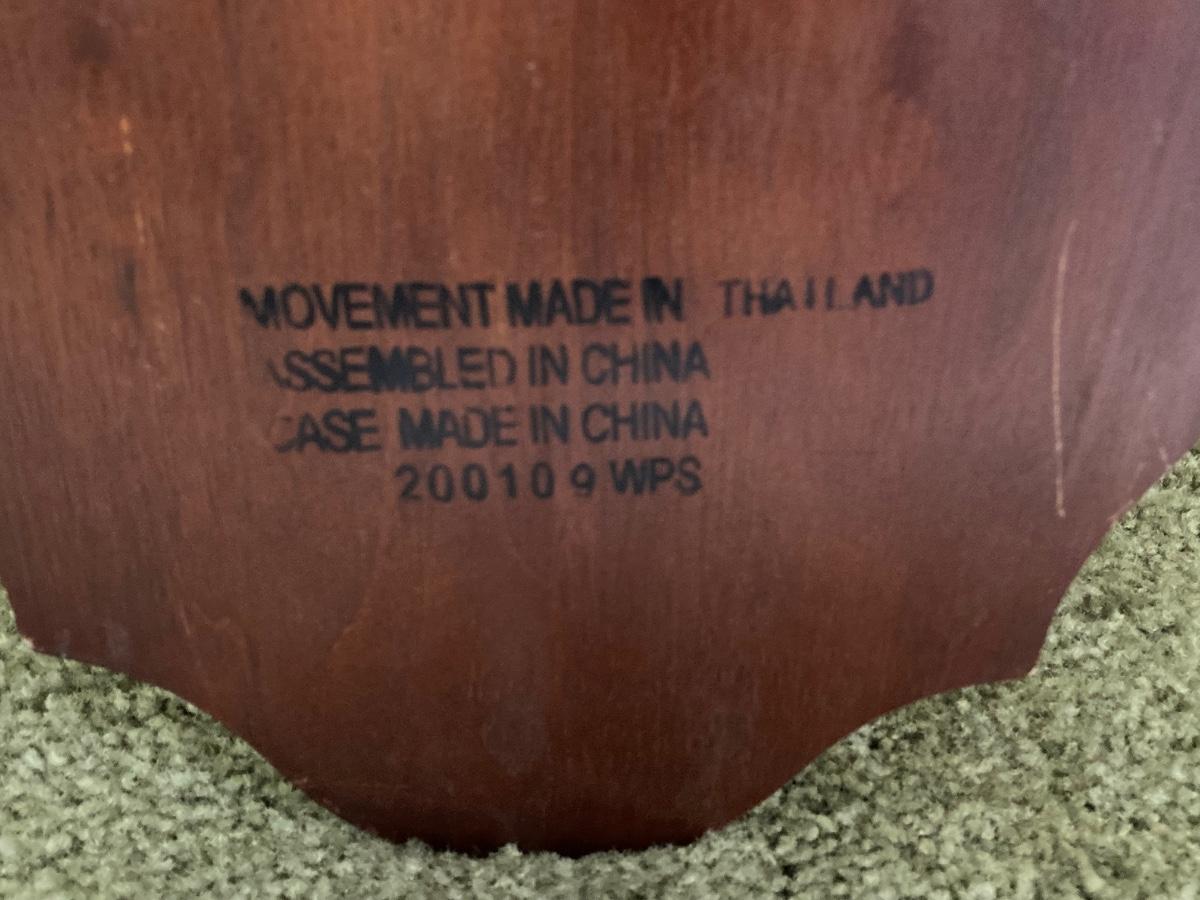 MOVEMENT MADE IN THAILAND
ASSEMBLED IN CHINA
CASE MADE IN CHINA
200109 WPS